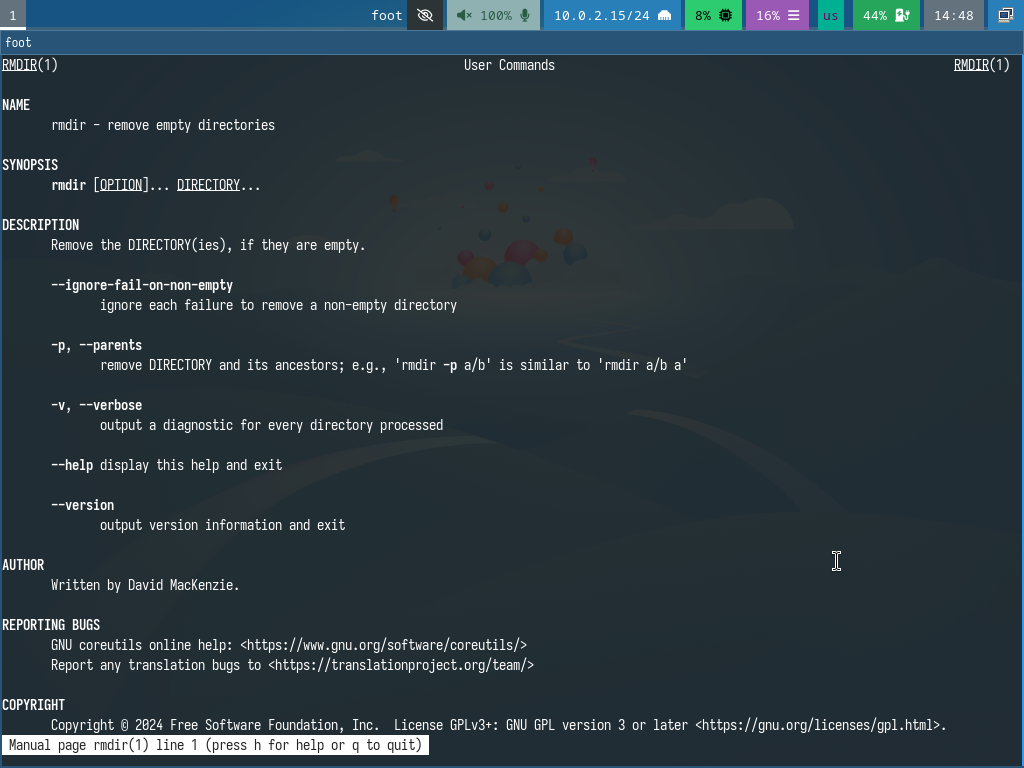 1 foot 100% 10.0.2.15/24 8% 16% us 44% 14:48
foot
RMDIR(1) User Commands RMDIR(1)
NAME
rmdir - remove empty directories
SYNOPSIS
rmdir [OPTION]... DIRECTORY...
DESCRIPTION
Remove the DIRECTORY(ies), if they are empty.
--ignore-fail-on-non-empty
ignore each failure to remove a non-empty directory
-p, --parents
remove DIRECTORY and its ancestors; e.g., 'rmdir -p a/b' is similar to 'rmdir a/b a'
-v, --verbose
output a diagnostic for every directory processed
--help display this help and exit
--version
output version information and exit
AUTHOR
Written by David MacKenzie.
REPORTING BUGS
GNU coreutils online help: <https://www.gnu.org/software/coreutils/>
Report any translation bugs to <https://translationproject.org/team/>
COPYRIGHT
Copyright © 2024 Free Software Foundation, Inc.  License GPLv3+: GNU GPL version 3 or later <https://gnu.org/licenses/gpl.html>.
Manual page rmdir(1) line 1 (press h for help or q to quit)